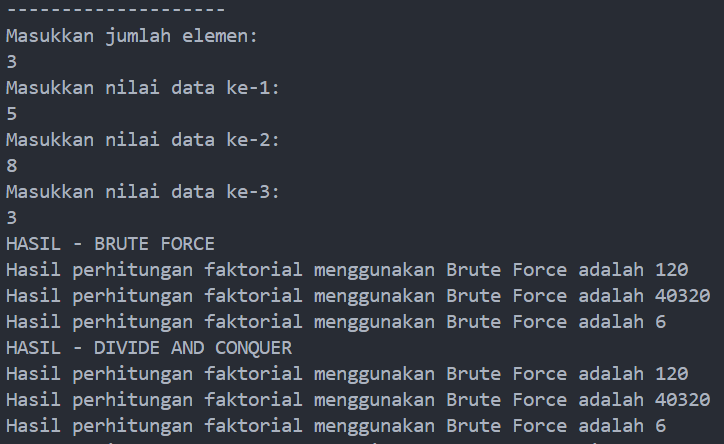 --------------------
Masukkan jumlah elemen:
3
Masukkan nilai data ke-1:
5
Masukkan nilai data ke-2:
8
Masukkan nilai data ke-3:
3
HASIL - BRUTE FORCE
Hasil perhitungan faktorial menggunakan Brute Force adalah 120
Hasil perhitungan faktorial menggunakan Brute Force adalah 40320
Hasil perhitungan faktorial menggunakan Brute Force adalah 6
HASIL - DIVIDE AND CONQUER
Hasil perhitungan faktorial menggunakan Brute Force adalah 120
Hasil perhitungan faktorial menggunakan Brute Force adalah 40320
Hasil perhitungan faktorial menggunakan Brute Force adalah 6